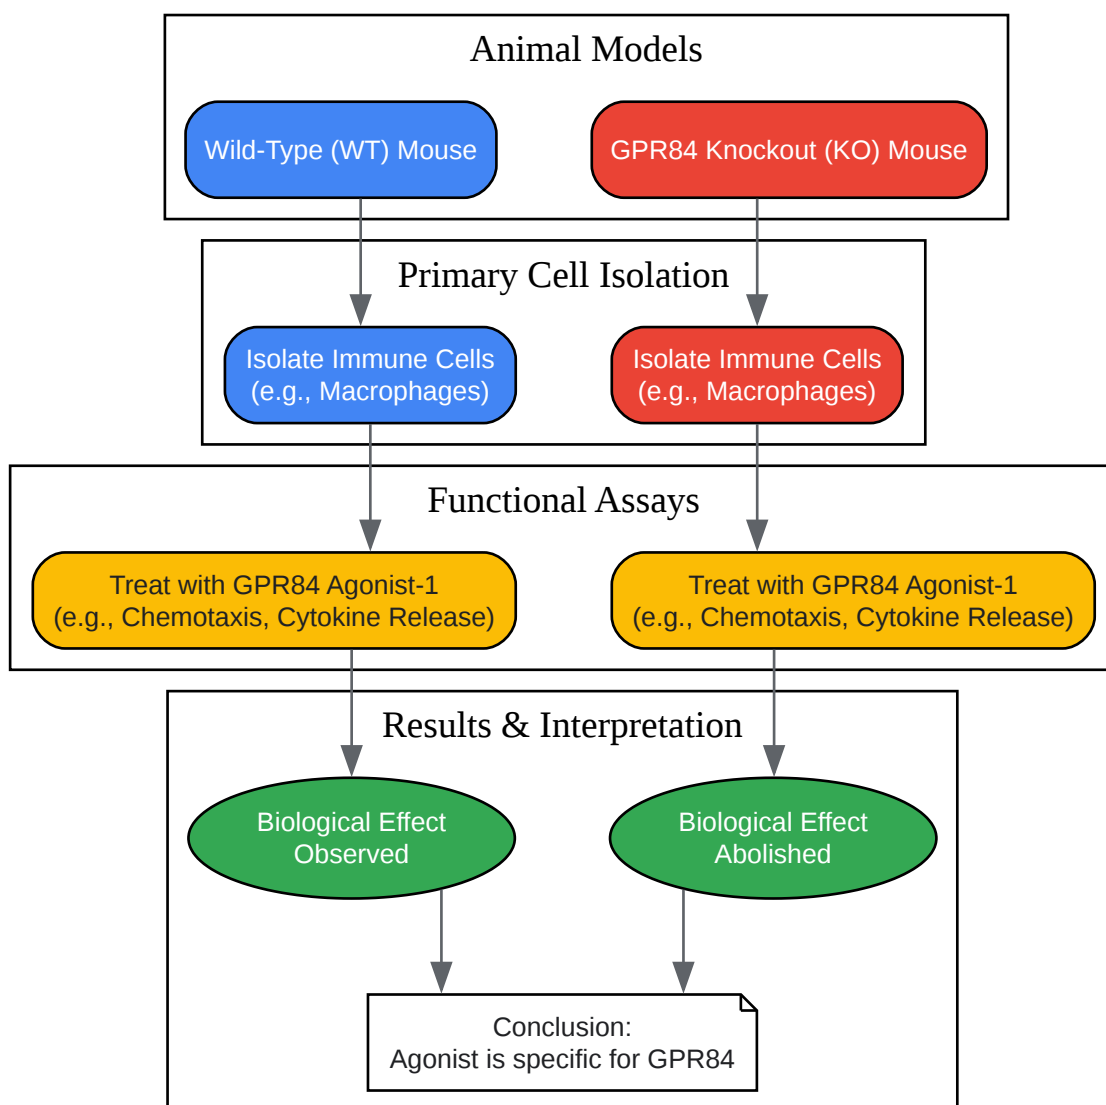 Animal Models
Wild-Type (WT) Mouse
GPR84 Knockout (KO) Mouse
Primary Cell Isolation
Isolate Immune Cells
(e.g., Macrophages)
Isolate Immune Cells
(e.g., Macrophages)
Functional Assays
Treat with GPR84 Agonist-1
(e.g., Chemotaxis, Cytokine Release)
Treat with GPR84 Agonist-1
(e.g., Chemotaxis, Cytokine Release)
Results & Interpretation
Biological Effect
Observed
Biological Effect
Abolished
Conclusion:
Agonist is specific for GPR84